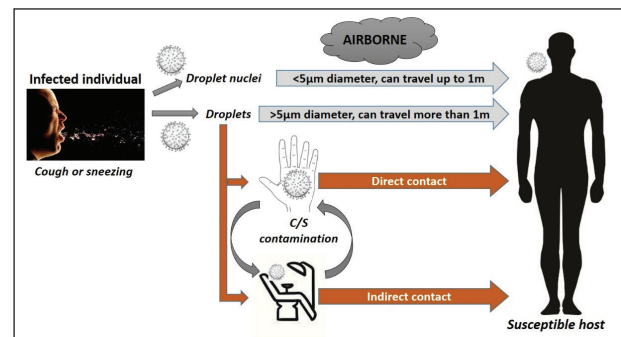 AIRBORNE
Infected individual
Droplet nuclei
<5μm diameter, can travel up to 1m
Droplets
>5μm diameter, can travel more than 1m
Cough or sneezing
Direct contact
C/S
contamination
Indirect contact
Susceptible host